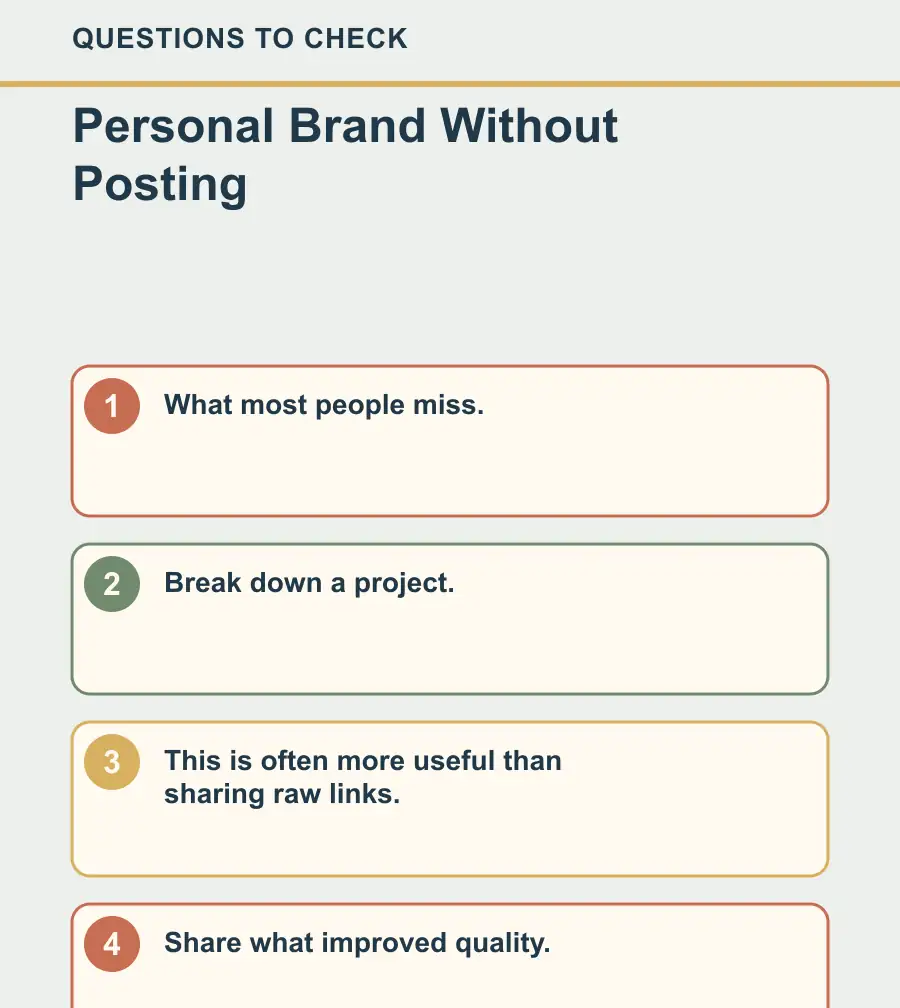 QUESTIONS TO CHECK
Personal Brand Without
Posting
1 What most people miss.
2 Break down a project.
3 This is often more useful than
sharing raw links.
4 Share what improved quality.